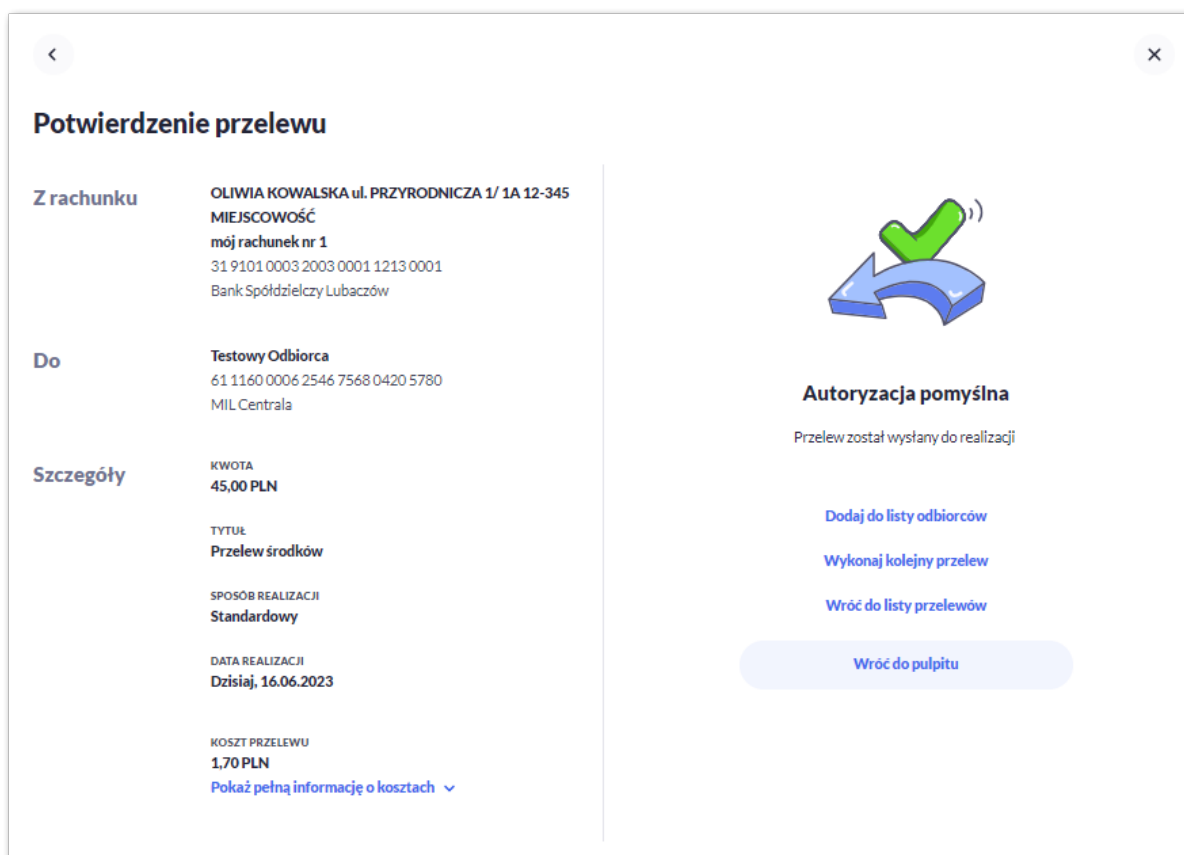 Potwierdzenie przelewu
Z rachunku
OLIWIA KOWALSKA ul. PRZYRODNICZA 1/ 1A 12-345
MIEJSCOWOŚĆ
mój rachunek nr 1
31 9101 0003 2003 0001 1213 0001
Bank Spółdzielczy Lubaczów
Do
Testowy Odbiorca
61 1160 0006 2546 7568 0420 5780
MIL Centrala
Szczegóły
KWOTA
45,00 PLN
TYTUŁ
Przelew środków
SPOSÓB REALIZACJI
Standardowy
DATA REALIZACJI
Dzisiaj, 16.06.2023
KOSZT PRZELEWU
1,70 PLN
Pokaż pełną informację o kosztach
Autoryzacja pomyślna
Przelew został wysłany do realizacji
Dodaj do listy odbiorców
Wykonaj kolejny przelew
Wróć do listy przelewów
Wróć do pulpitu